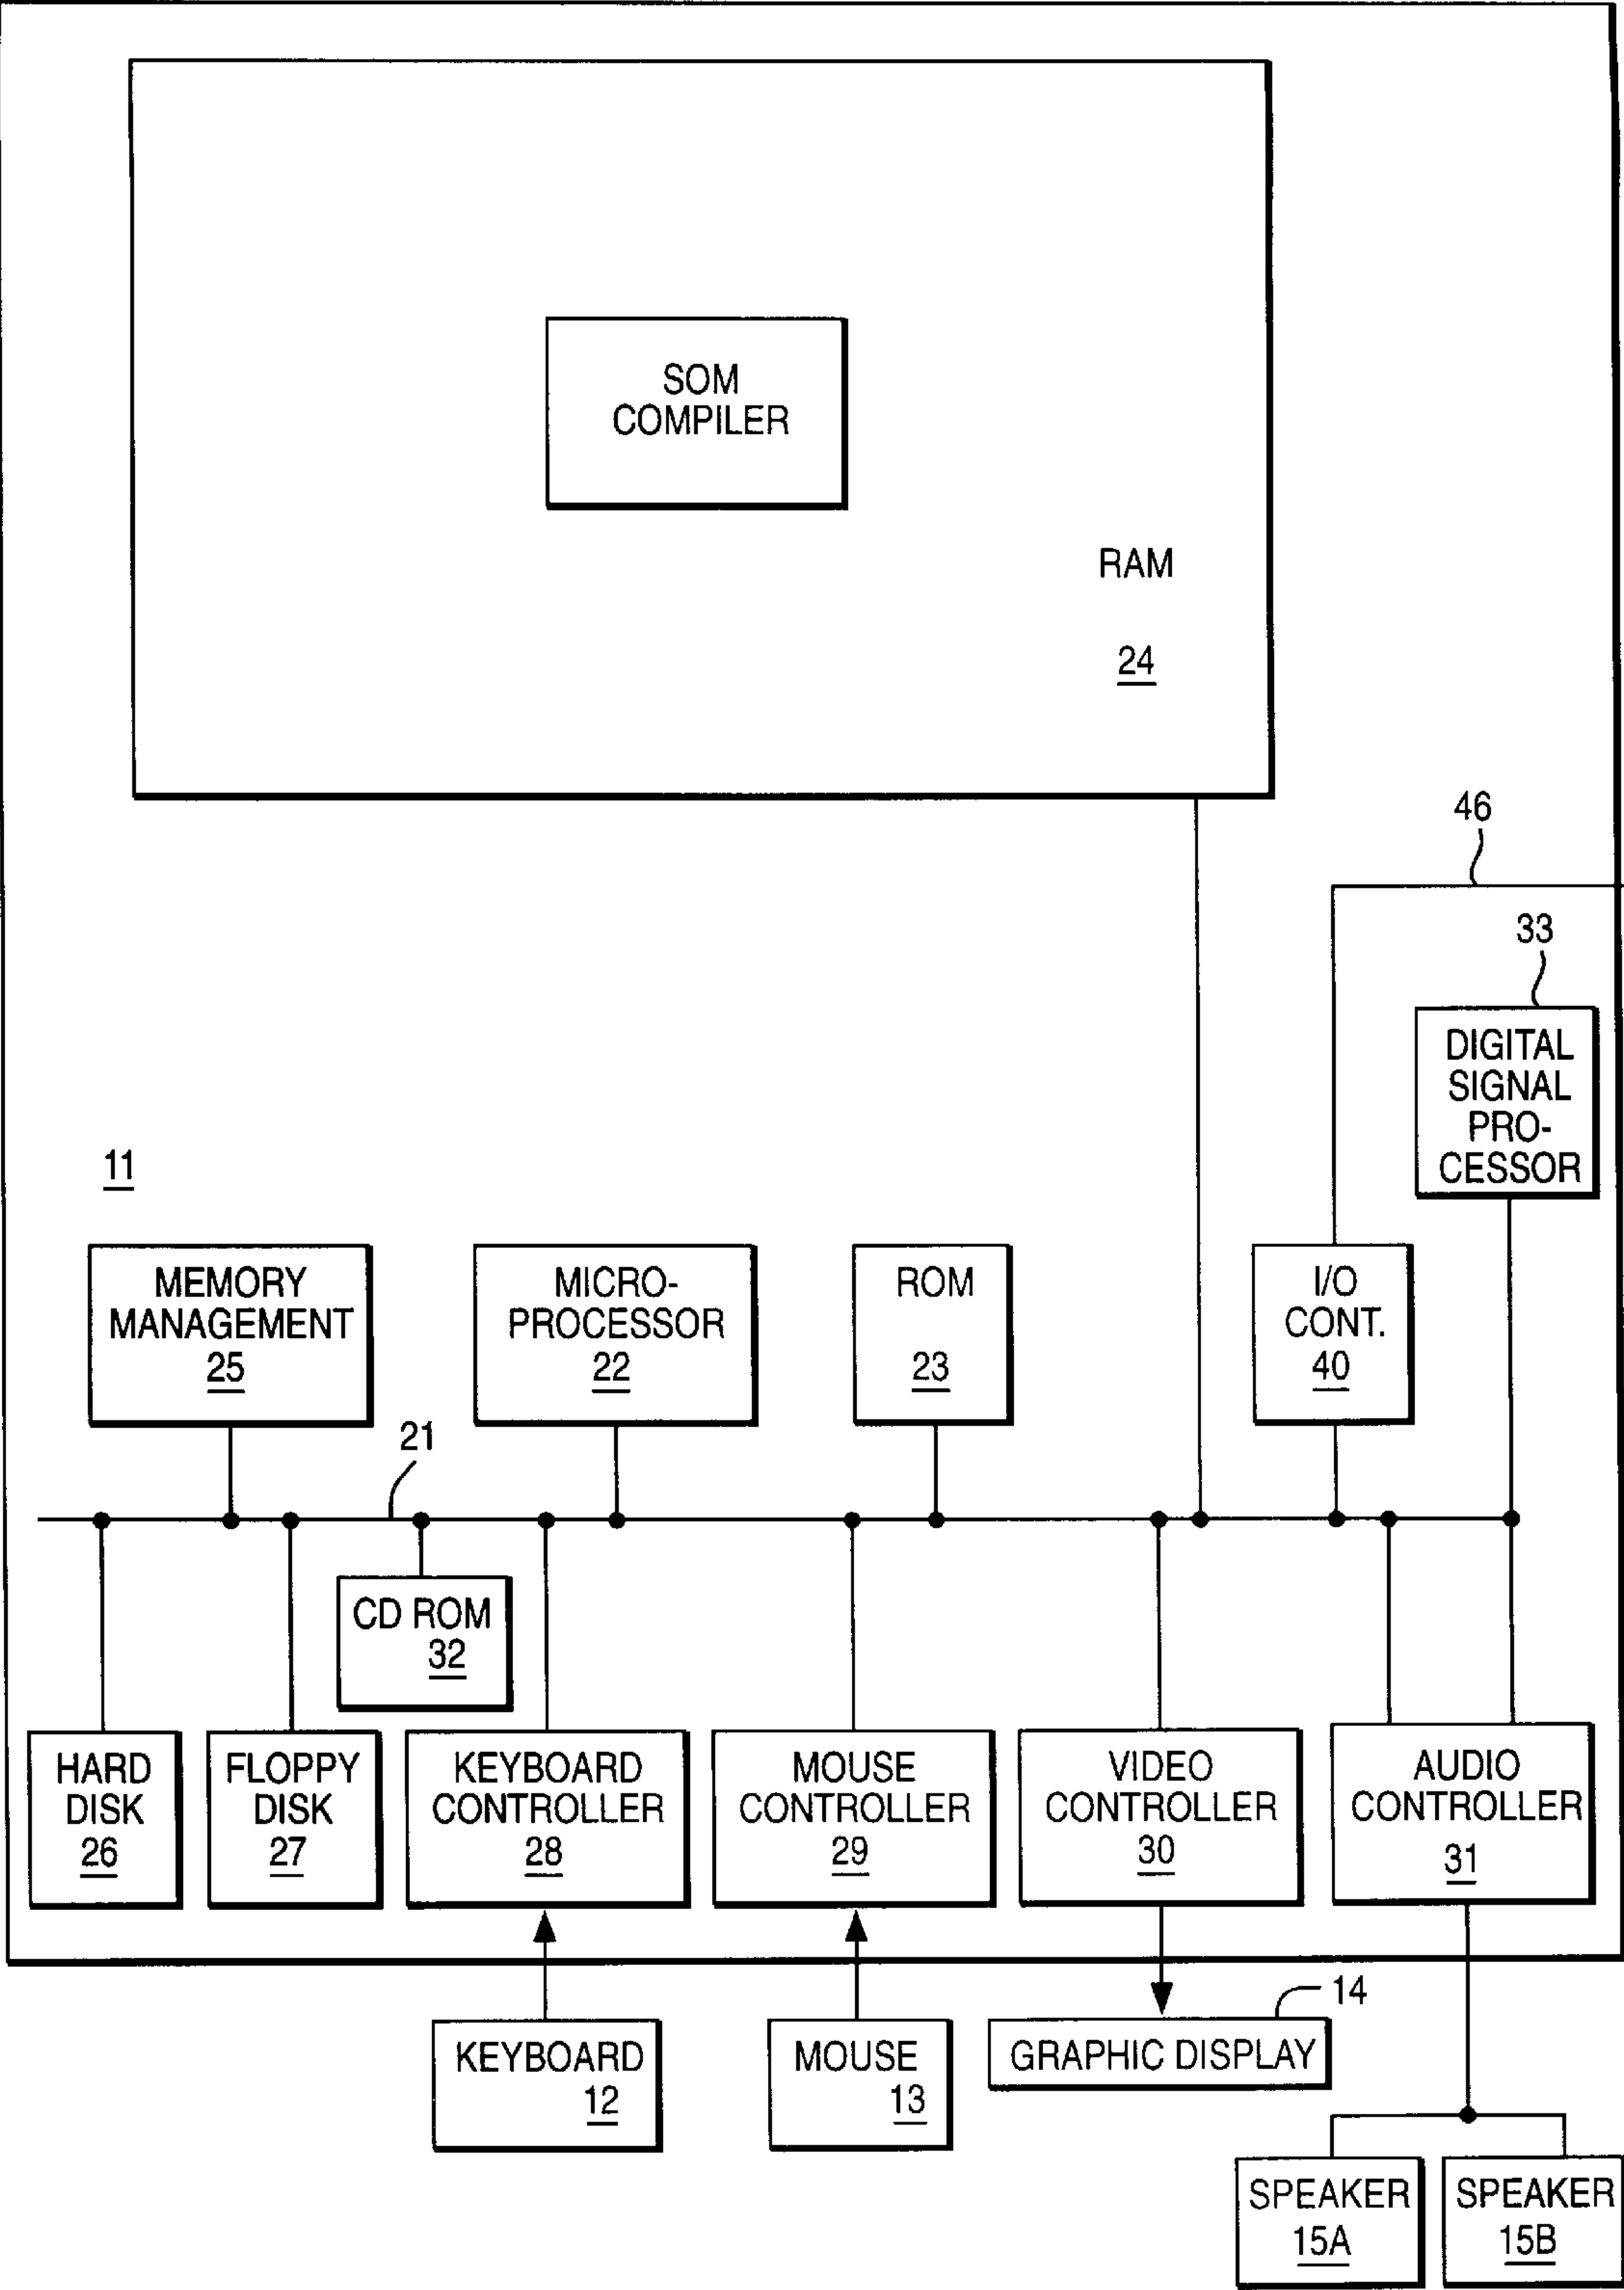 SOM
COMPILER
RAM
24
46
33
DIGITAL
SIGNAL
PRO-
CESSOR
11
MEMORY
MANAGEMENT
25
MICRO-
PROCESSOR
22
ROM
23
I/O
CONT.
40
21
CD ROM
32
HARD
DISK
26
FLOPPY
DISK
27
KEYBOARD
CONTROLLER
28
MOUSE
CONTROLLER
29
VIDEO
CONTROLLER
30
AUDIO
CONTROLLER
31
KEYBOARD
12
MOUSE
13
14
GRAPHIC DISPLAY
SPEAKER
15A
SPEAKER
15B